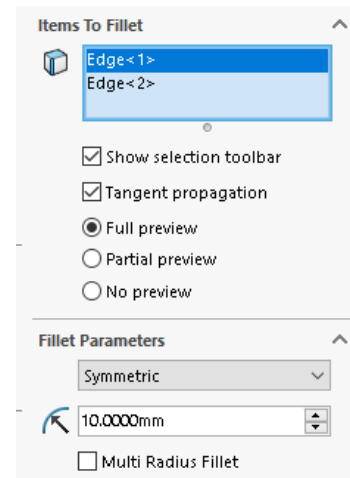 Items To Fillet
Edge<1>
Edge<2>
Show selection toolbar
Tangent propagation
Full preview
Partial preview
No preview
Fillet Parameters
Symmetric
10.0000mm
Multi Radius Fillet